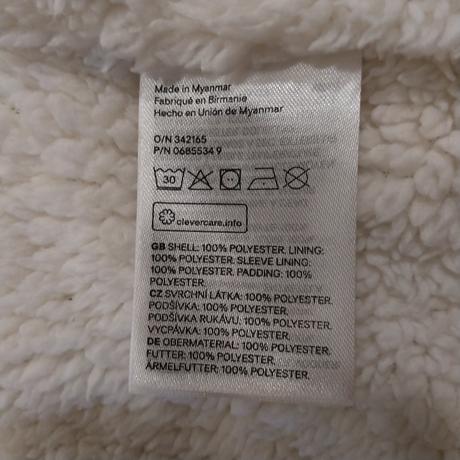 Made in Myanmar
Fabriqué en Birmanie
Hecho en Unión de Myanmar
O/N 342165
P/N 0685534 9
30
clevercare.info
GB SHELL: 100% POLYESTER. LINING:
100% POLYESTER. SLEEVE LINING:
100% POLYESTER. PADDING: 100%
POLYESTER.
CZ SVRCHNÍ LÁTKA: 100% POLYESTER.
PODŠÍVKA: 100% POLYESTER.
PODŠÍVKA RUKÁVU: 100% POLYESTER.
VYCPÁVKA: 100% POLYESTER.
DE OBERMATERIAL: 100% POLYESTER.
FUTTER: 100% POLYESTER.
ÄRMELFUTTER: 100% POLYESTER.